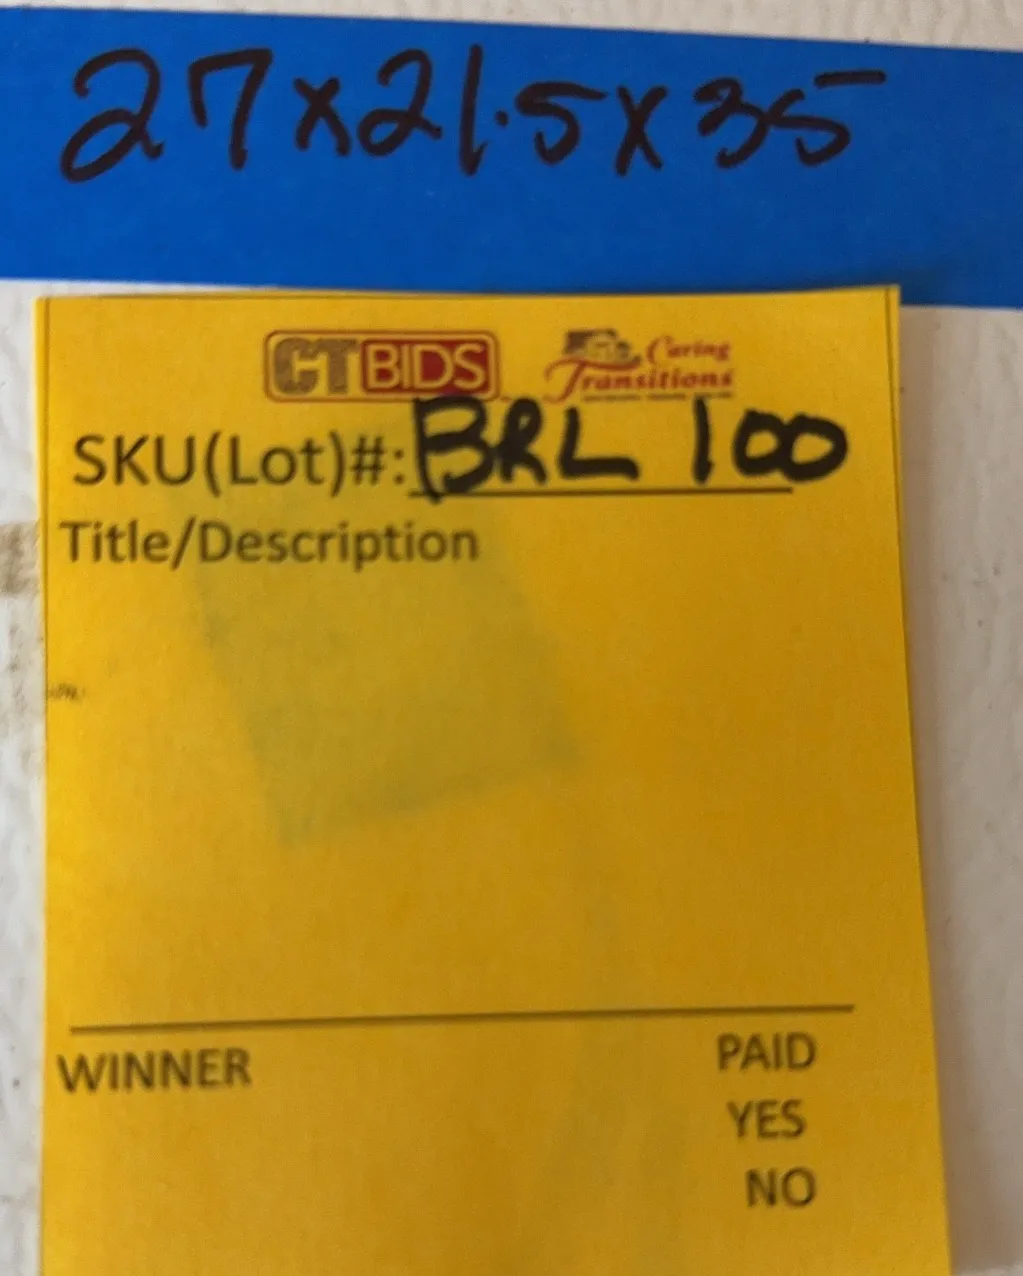 27x21.5x35
CTBIDS Caring Transitions
SKU(Lot)#: BRL 100
Title/Description
WINNER PAID
YES
NO